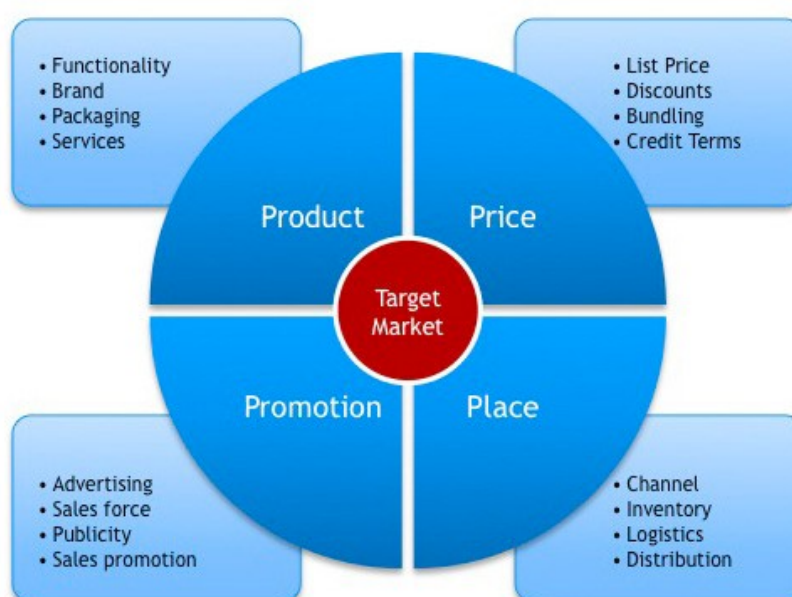 • Functionality
• Brand
• Packaging
• Services
• List Price
• Discounts
• Bundling
• Credit Terms
Product
Price
Target
Market
Promotion
Place
• Advertising
• Sales force
• Publicity
• Sales promotion
• Channel
• Inventory
• Logistics
• Distribution